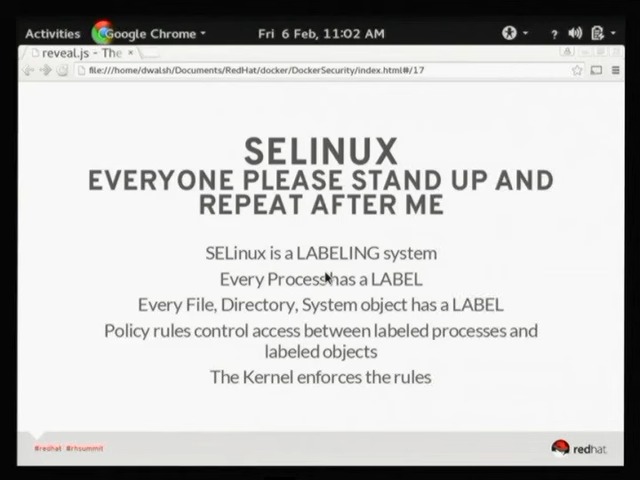 Activities Google Chrome Fri 6 Feb, 11:02 AM ?
reveal.js - The ×
file:///home/dwalsh/Documents/RedHat/docker/DockerSecurity/index.html#/17
SELINUX
EVERYONE PLEASE STAND UP AND
REPEAT AFTER ME
SELinux is a LABELING system
Every Process has a LABEL
Every File, Directory, System object has a LABEL
Policy rules control access between labeled processes and
labeled objects
The Kernel enforces the rules
#redhat #rhsummit
redhat